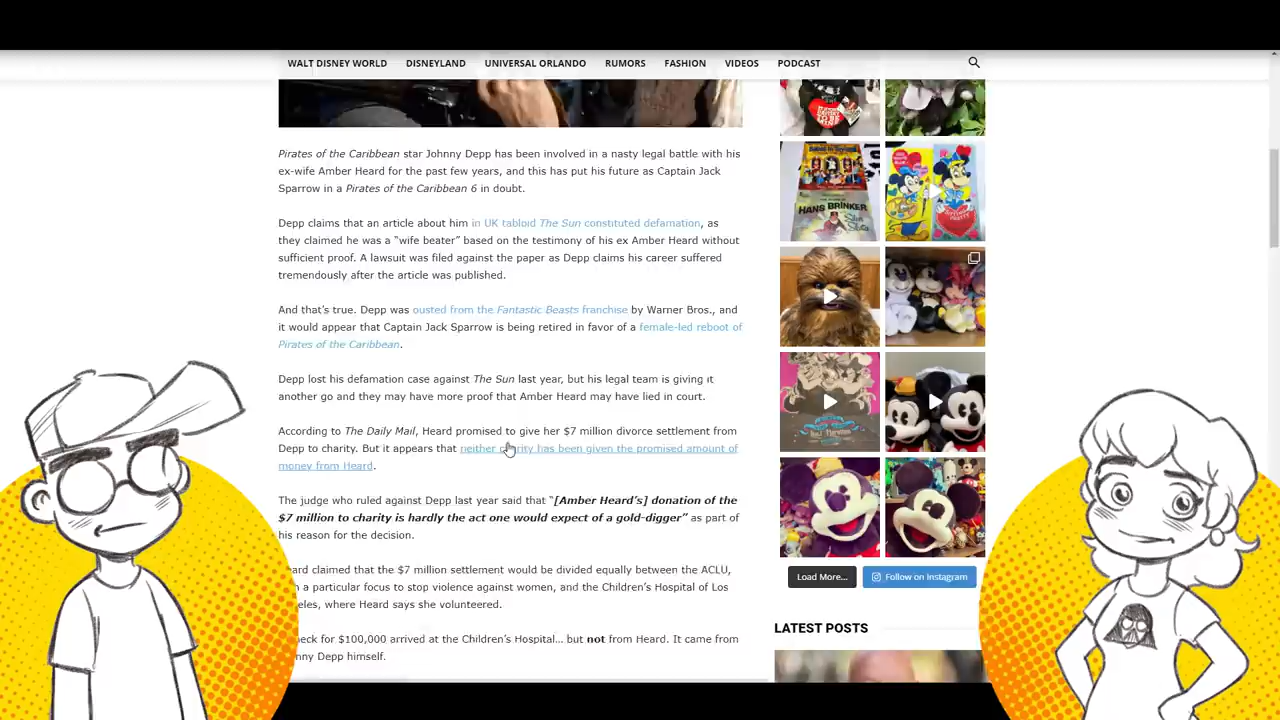 WALT DISNEY WORLD DISNEYLAND UNIVERSAL ORLANDO RUMORS FASHION VIDEOS PODCAST
Pirates of the Caribbean star Johnny Depp has been involved in a nasty legal battle with his
ex-wife Amber Heard for the past few years, and this has put his future as Captain Jack
Sparrow in a Pirates of the Caribbean 6 in doubt.
Depp claims that an article about him in UK tabloid The Sun constituted defamation, as
they claimed he was a “wife beater” based on the testimony of his ex Amber Heard without
sufficient proof. A lawsuit was filed against the paper as Depp claims his career suffered
tremendously after the article was published.
And that’s true. Depp was ousted from the Fantastic Beasts franchise by Warner Bros., and
it would appear that Captain Jack Sparrow is being retired in favor of a female-led reboot of
Pirates of the Caribbean.
Depp lost his defamation case against The Sun last year, but his legal team is giving it
another go and they may have more proof that Amber Heard may have lied in court.
According to The Daily Mail, Heard promised to give her $7 million divorce settlement from
Depp to charity. But it appears that neither charity has been given the promised amount of
money from Heard.
The judge who ruled against Depp last year said that “[Amber Heard’s] donation of the
$7 million to charity is hardly the act one would expect of a gold-digger” as part of
his reason for the decision.
eard claimed that the $7 million settlement would be divided equally between the ACLU,
a particular focus to stop violence against women, and the Children’s Hospital of Los
eles, where Heard says she volunteered.
eck for $100,000 arrived at the Children’s Hospital… but not from Heard. It came from
nny Depp himself.
HANS BRINKER
Load More...
Follow on Instagram
LATEST POSTS